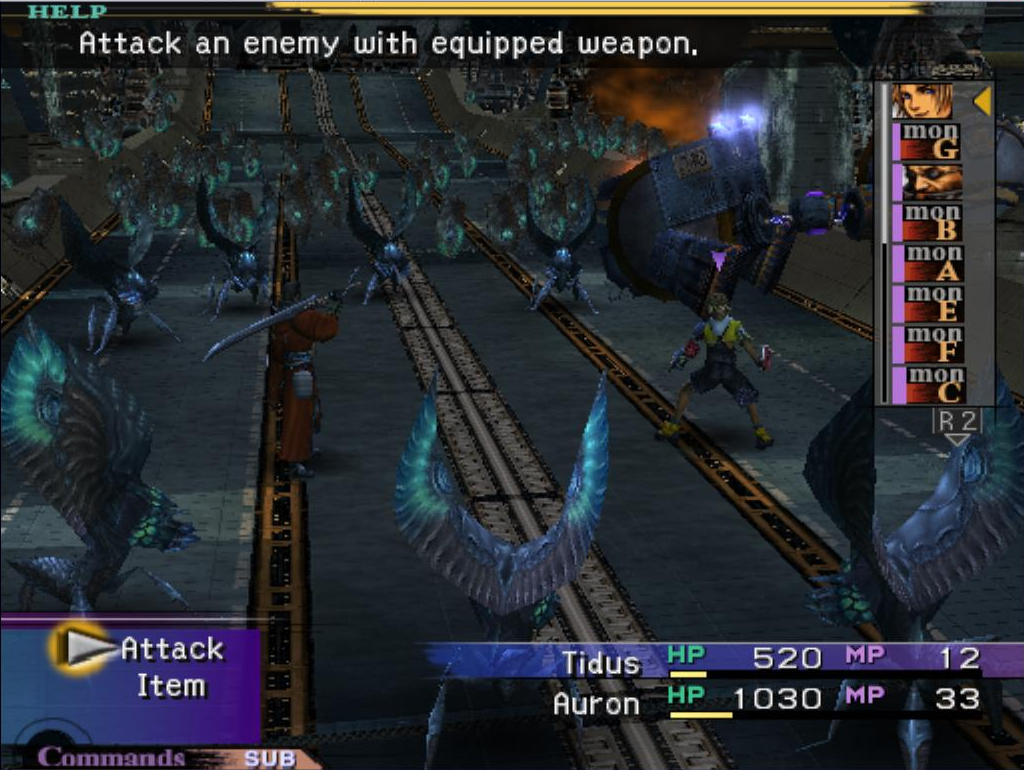 HELP
Attack an enemy with equipped weapon.
mon
G
mon
B
mon
A
mon
E
mon
F
mon
C
R2
Attack
Item
Tidus HP 520 MP 12
Auron HP 1030 MP 33
Commands SUB